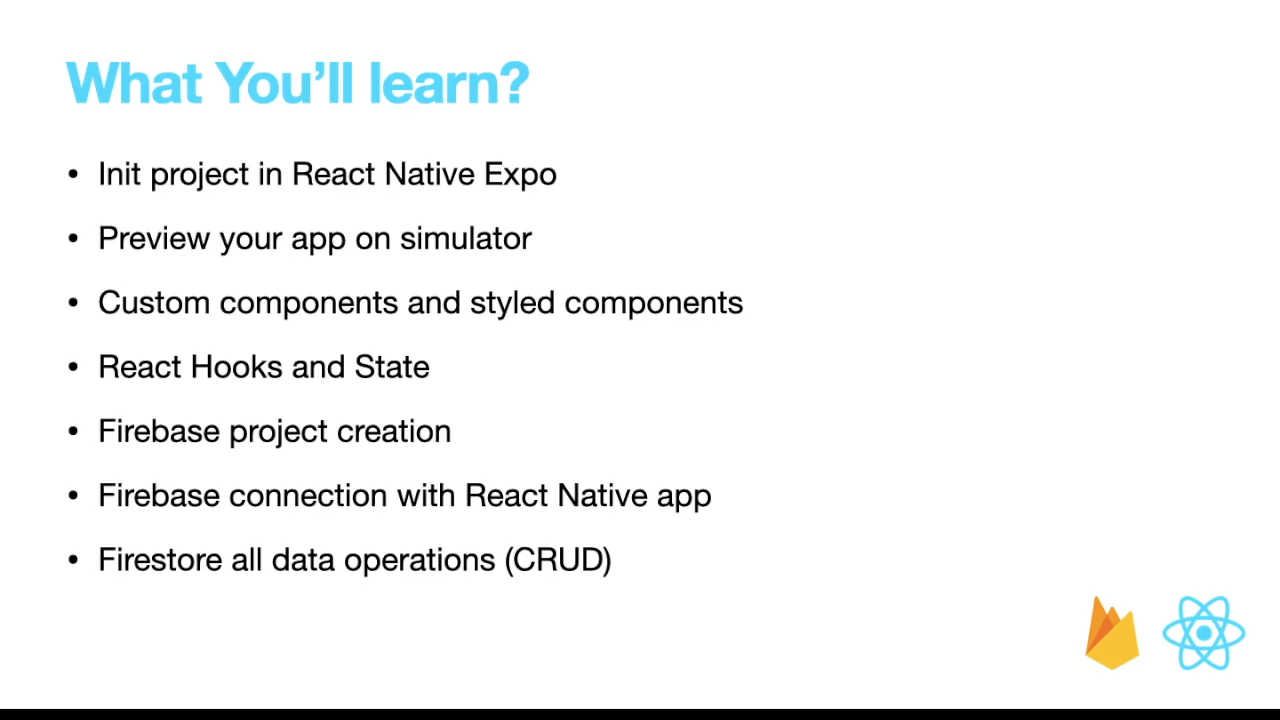 What You’ll learn?
• Init project in React Native Expo
• Preview your app on simulator
• Custom components and styled components
• React Hooks and State
• Firebase project creation
• Firebase connection with React Native app
• Firestore all data operations (CRUD)